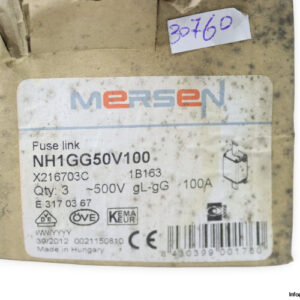 30760
MERSEN
Fuse link
NH1GG50V100
X216703C 1B163
Qty: 3 ~500V gL-gG 100A
E 317 03 67
ÖVE KEMA KEUR
WW/YYYY
39/2012 0021150810
Made in Hungary